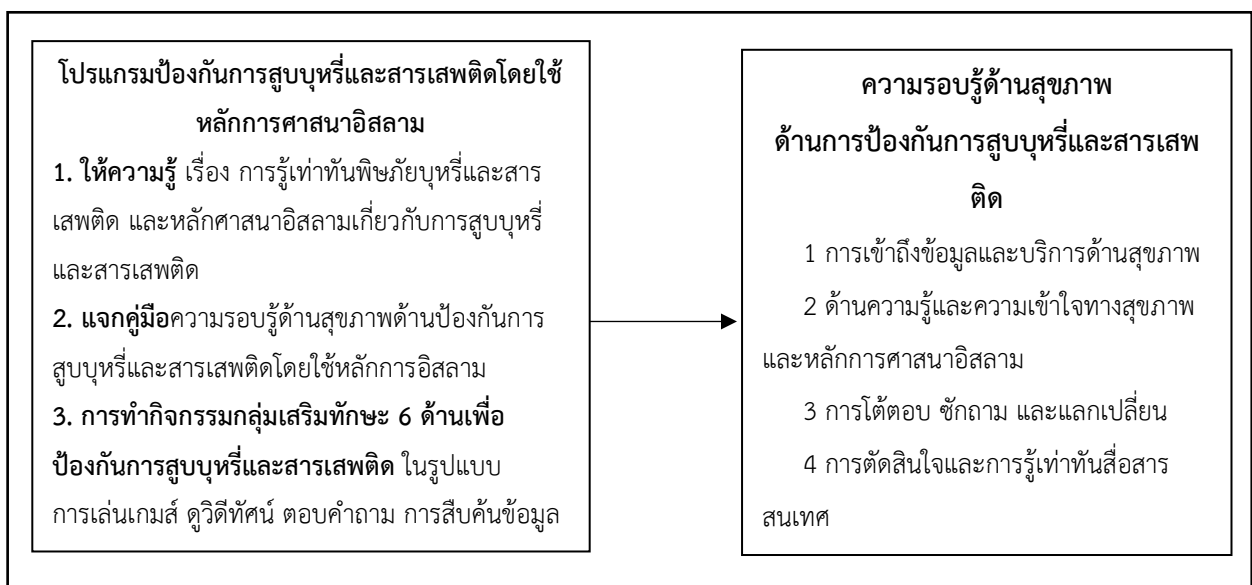 โปรแกรมป้องกันการสูบบุหรี่และสารเสพติดโดยใช้
หลักการศาสนาอิสลาม
1. ให้ความรู้ เรื่อง การรู้เท่าทันพิษภัยบุหรี่และสาร
เสพติด และหลักศาสนาอิสลามเกี่ยวกับการสูบบุหรี่
และสารเสพติด
2. แจกคู่มือความรอบรู้ด้านสุขภาพด้านป้องกันการ
สูบบุหรี่และสารเสพติดโดยใช้หลักการอิสลาม
3. การทำกิจกรรมกลุ่มเสริมทักษะ 6 ด้านเพื่อ
ป้องกันการสูบบุหรี่และสารเสพติด ในรูปแบบ
การเล่นเกมส์ ดูวิดีทัศน์ ตอบคำถาม การสืบค้นข้อมูล
ความรอบรู้ด้านสุขภาพ
ด้านการป้องกันการสูบบุหรี่และสารเสพ
ติด
1 การเข้าถึงข้อมูลและบริการด้านสุขภาพ
2 ด้านความรู้และความเข้าใจทางสุขภาพ
และหลักการศาสนาอิสลาม
3 การโต้ตอบ ซักถาม และแลกเปลี่ยน
4 การตัดสินใจและการรู้เท่าทันสื่อสาร
สนเทศ